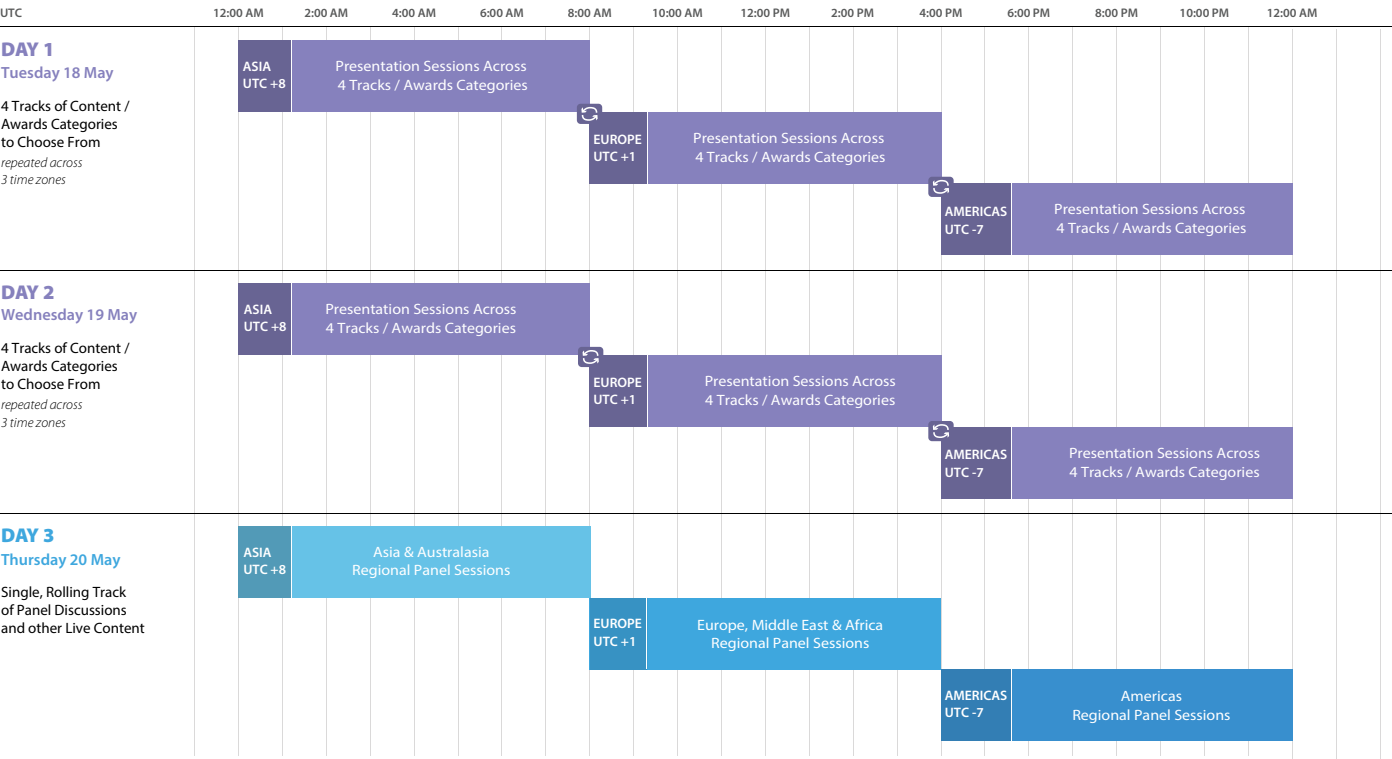 UTC 12:00 AM 2:00 AM 4:00 AM 6:00 AM 8:00 AM 10:00 AM 12:00 PM 2:00 PM 4:00 PM 6:00 PM 8:00 PM 10:00 PM 12:00 AM
DAY 1
Tuesday 18 May
4 Tracks of Content /
Awards Categories
to Choose From
repeated across
3 time zones
ASIA
UTC +8
Presentation Sessions Across
4 Tracks / Awards Categories
EUROPE
UTC +1
Presentation Sessions Across
4 Tracks / Awards Categories
AMERICAS
UTC -7
Presentation Sessions Across
4 Tracks / Awards Categories
DAY 2
Wednesday 19 May
4 Tracks of Content /
Awards Categories
to Choose From
repeated across
3 time zones
ASIA
UTC +8
Presentation Sessions Across
4 Tracks / Awards Categories
EUROPE
UTC +1
Presentation Sessions Across
4 Tracks / Awards Categories
AMERICAS
UTC -7
Presentation Sessions Across
4 Tracks / Awards Categories
DAY 3
Thursday 20 May
Single, Rolling Track
of Panel Discussions
and other Live Content
ASIA
UTC +8
Asia & Australasia
Regional Panel Sessions
EUROPE
UTC +1
Europe, Middle East & Africa
Regional Panel Sessions
AMERICAS
UTC -7
Americas
Regional Panel Sessions